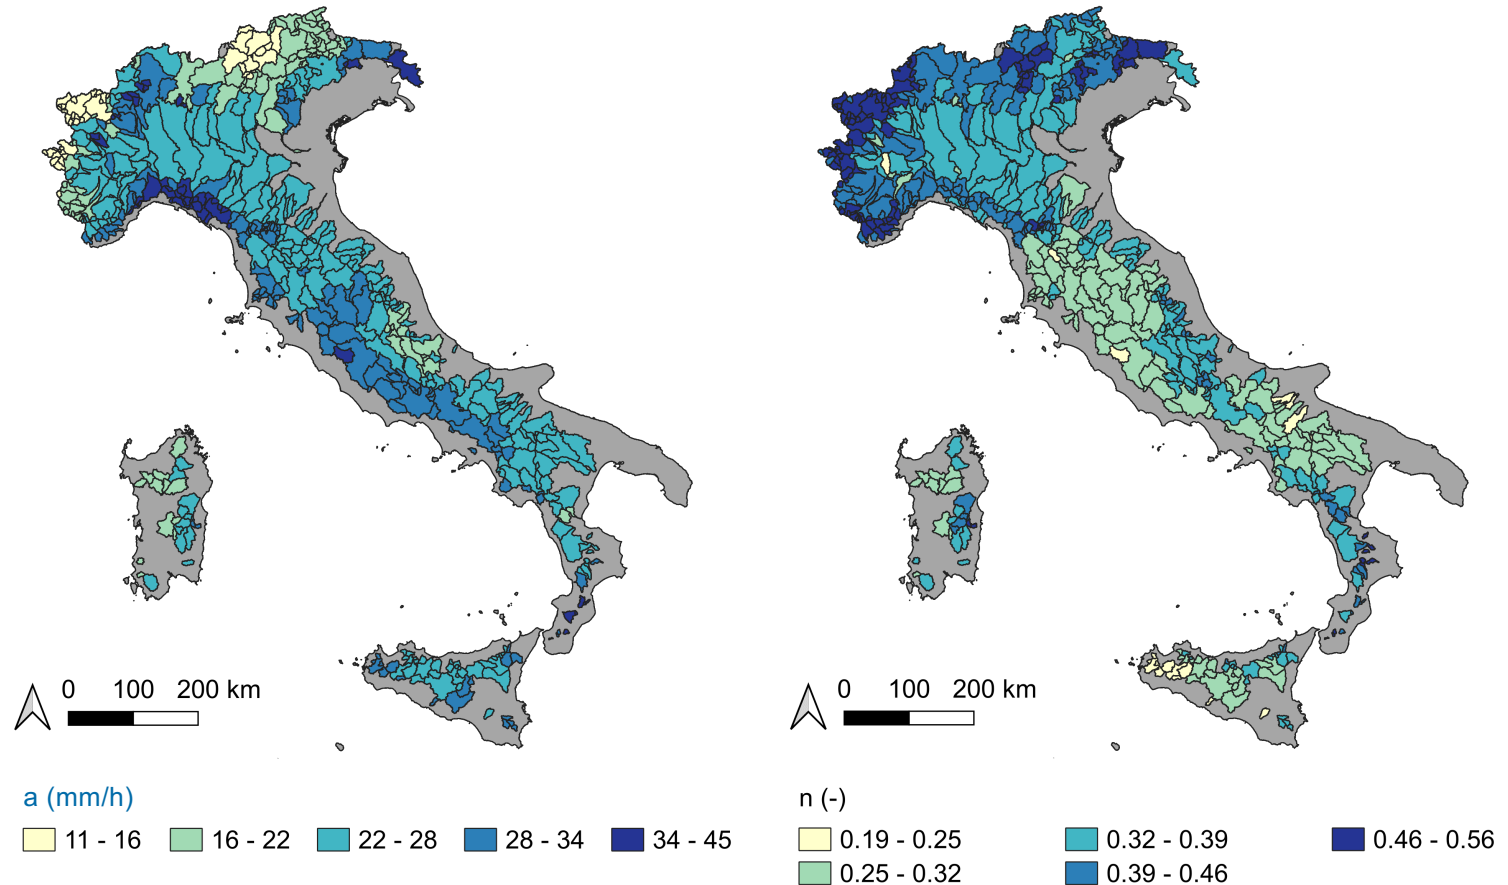 0 100 200 km
0 100 200 km
a (mm/h)
11 - 16 16 - 22 22 - 28 28 - 34 34 - 45
n (-)
0.19 - 0.25 0.32 - 0.39 0.46 - 0.56
0.25 - 0.32 0.39 - 0.46